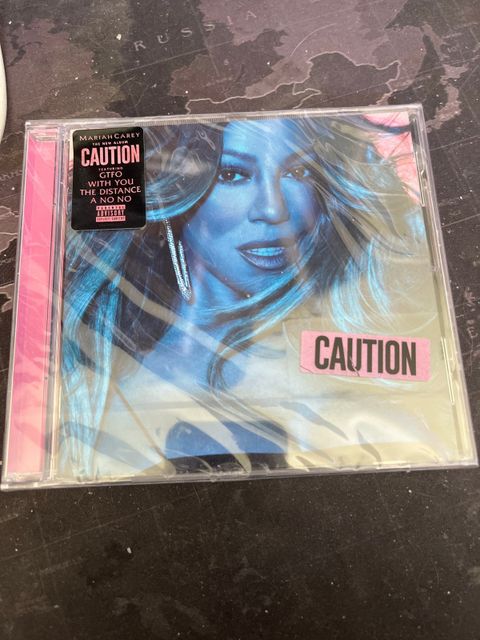 RUSSIA
MARIAH CAREY
THE NEW ALBUM
CAUTION
FEATURING
GTFO
WITH YOU
THE DISTANCE
A NO NO
PARENTAL
ADVISORY
EXPLICIT CONTENT
CAUTION